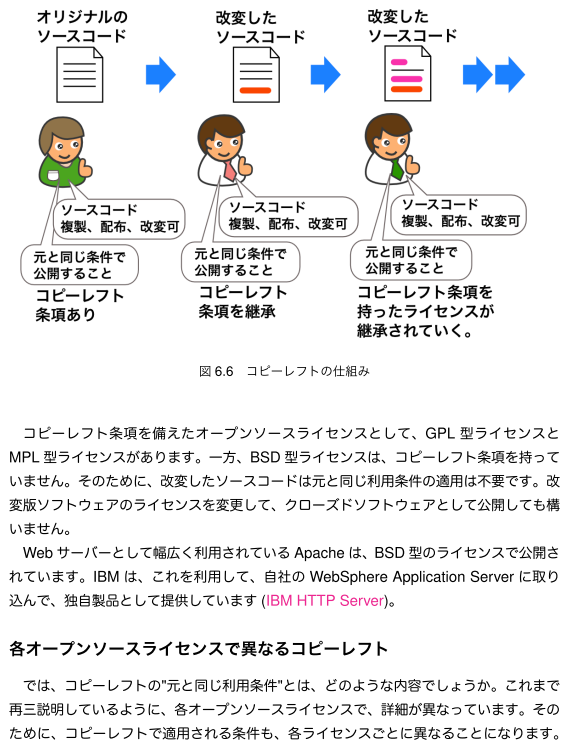 オリジナルの
ソースコード
改変した
ソースコード
改変した
ソースコード
ソースコード
複製、配布、改変可
ソースコード
複製、配布、改変可
ソースコード
複製、配布、改変可
元と同じ条件で
公開すること
元と同じ条件で
公開すること
元と同じ条件で
公開すること
コピーレフト
条項あり
コピーレフト
条項を継承
コピーレフト条項を
持ったライセンスが
継承されていく。
図 6.6 コピーレフトの仕組み
コピーレフト条項を備えたオープンソースライセンスとして、GPL 型ライセンスと
MPL 型ライセンスがあります。一方、BSD 型ライセンスは、コピーレフト条項を持って
いません。そのために、改変したソースコードは元と同じ利用条件の適用は不要です。改
変版ソフトウェアのライセンスを変更して、クローズドソフトウェアとして公開しても構
いません。
Web サーバーとして幅広く利用されている Apache は、BSD 型のライセンスで公開さ
れています。IBM は、これを利用して、自社の WebSphere Application Server に取り
込んで、独自製品として提供しています (IBM HTTP Server)。
各オープンソースライセンスで異なるコピーレフト
では、コピーレフトの"元と同じ利用条件"とは、どのような内容でしょうか。これまで
再三説明しているように、各オープンソースライセンスで、詳細が異なっています。その
ために、コピーレフトで適用される条件も、各ライセンスごとに異なることになります。